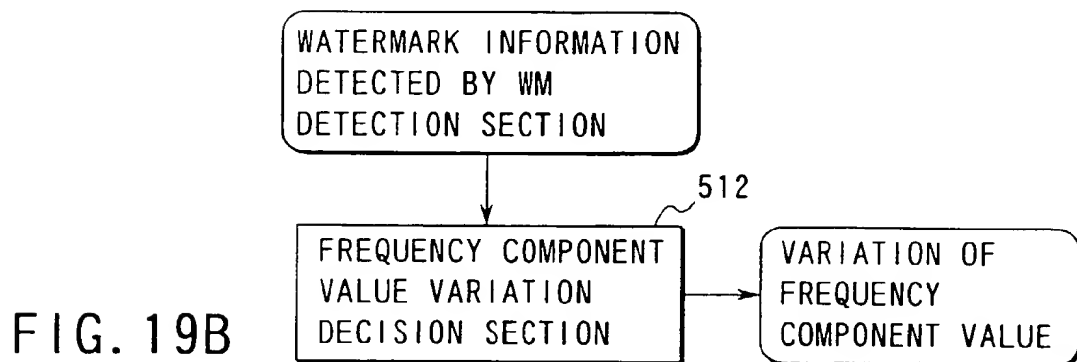 WATERMARK INFORMATION
DETECTED BY WM
DETECTION SECTION
512
FREQUENCY COMPONENT
VALUE VARIATION
DECISION SECTION
VARIATION OF
FREQUENCY
COMPONENT VALUE
FIG. 19B